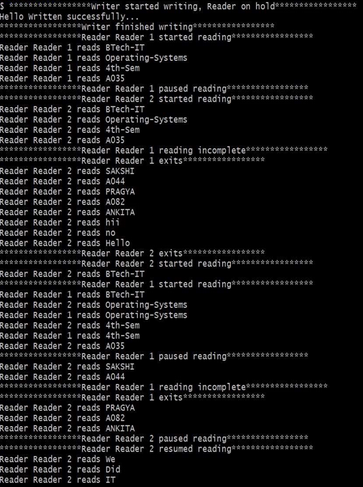 $ *****************Writer started writing, Reader on hold*****************
Hello Written successfully...
*****************Writer finished writing*****************
*****************Reader Reader 1 started reading*****************
Reader Reader 1 reads BTech-IT
Reader Reader 1 reads Operating-Systems
Reader Reader 1 reads 4th-Sem
Reader Reader 1 reads AO35
*****************Reader Reader 1 paused reading*****************
*****************Reader Reader 2 started reading*****************
Reader Reader 2 reads BTech-IT
Reader Reader 2 reads Operating-Systems
Reader Reader 2 reads 4th-Sem
Reader Reader 2 reads AO35
*****************Reader Reader 1 reading incomplete*****************
*****************Reader Reader 1 exits*****************
Reader Reader 2 reads SAKSHI
Reader Reader 2 reads AO44
Reader Reader 2 reads PRAGYA
Reader Reader 2 reads AO82
Reader Reader 2 reads ANKITA
Reader Reader 2 reads hii
Reader Reader 2 reads no
Reader Reader 2 reads Hello
*****************Reader Reader 2 exits*****************
*****************Reader Reader 2 started reading*****************
Reader Reader 2 reads BTech-IT
*****************Reader Reader 1 started reading*****************
Reader Reader 1 reads BTech-IT
Reader Reader 2 reads Operating-Systems
Reader Reader 1 reads Operating-Systems
Reader Reader 2 reads 4th-Sem
Reader Reader 1 reads 4th-Sem
Reader Reader 2 reads AO35
*****************Reader Reader 1 paused reading*****************
Reader Reader 2 reads SAKSHI
Reader Reader 2 reads AO44
*****************Reader Reader 1 reading incomplete*****************
*****************Reader Reader 1 exits*****************
Reader Reader 2 reads PRAGYA
Reader Reader 2 reads AO82
Reader Reader 2 reads ANKITA
*****************Reader Reader 2 paused reading*****************
*****************Reader Reader 2 resumed reading*****************
Reader Reader 2 reads We
Reader Reader 2 reads Did
Reader Reader 2 reads IT